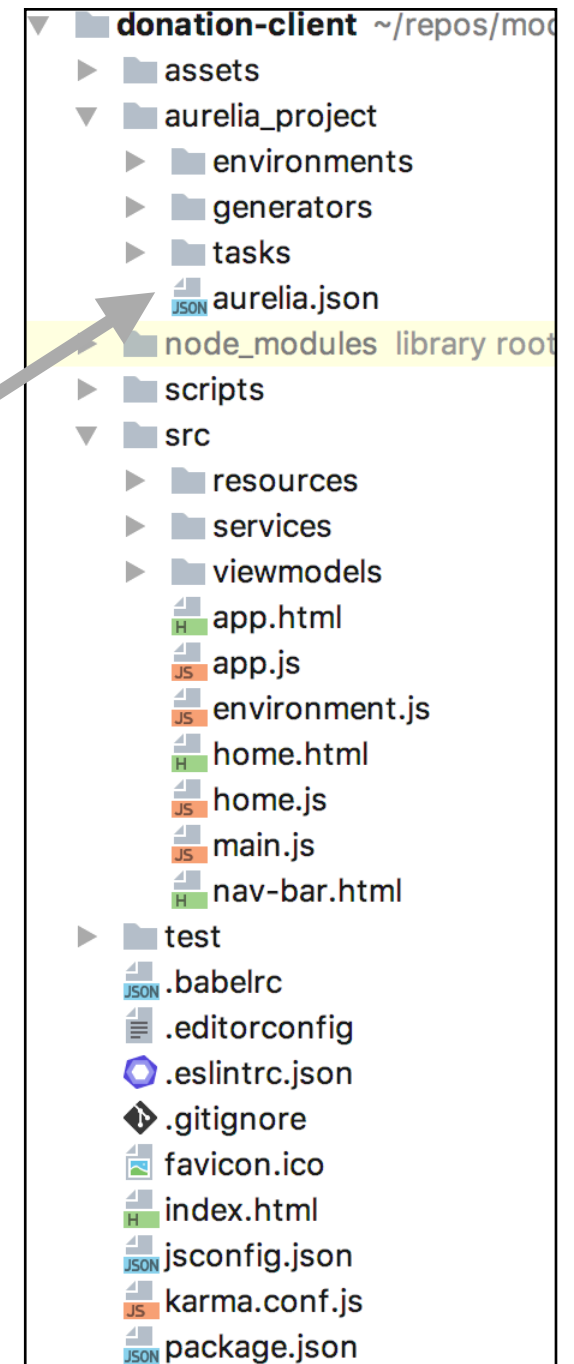 donation-client ~/repos/mod
assets
aurelia_project
environments
generators
tasks
JSON aurelia.json
node_modules library root
scripts
src
resources
services
viewmodels
H app.html
JS app.js
JS environment.js
H home.html
JS home.js
JS main.js
H nav-bar.html
test
JSON .babelrc
.editorconfig
.eslintrc.json
.gitignore
favicon.ico
H index.html
JSON jsconfig.json
JS karma.conf.js
JSON package.json